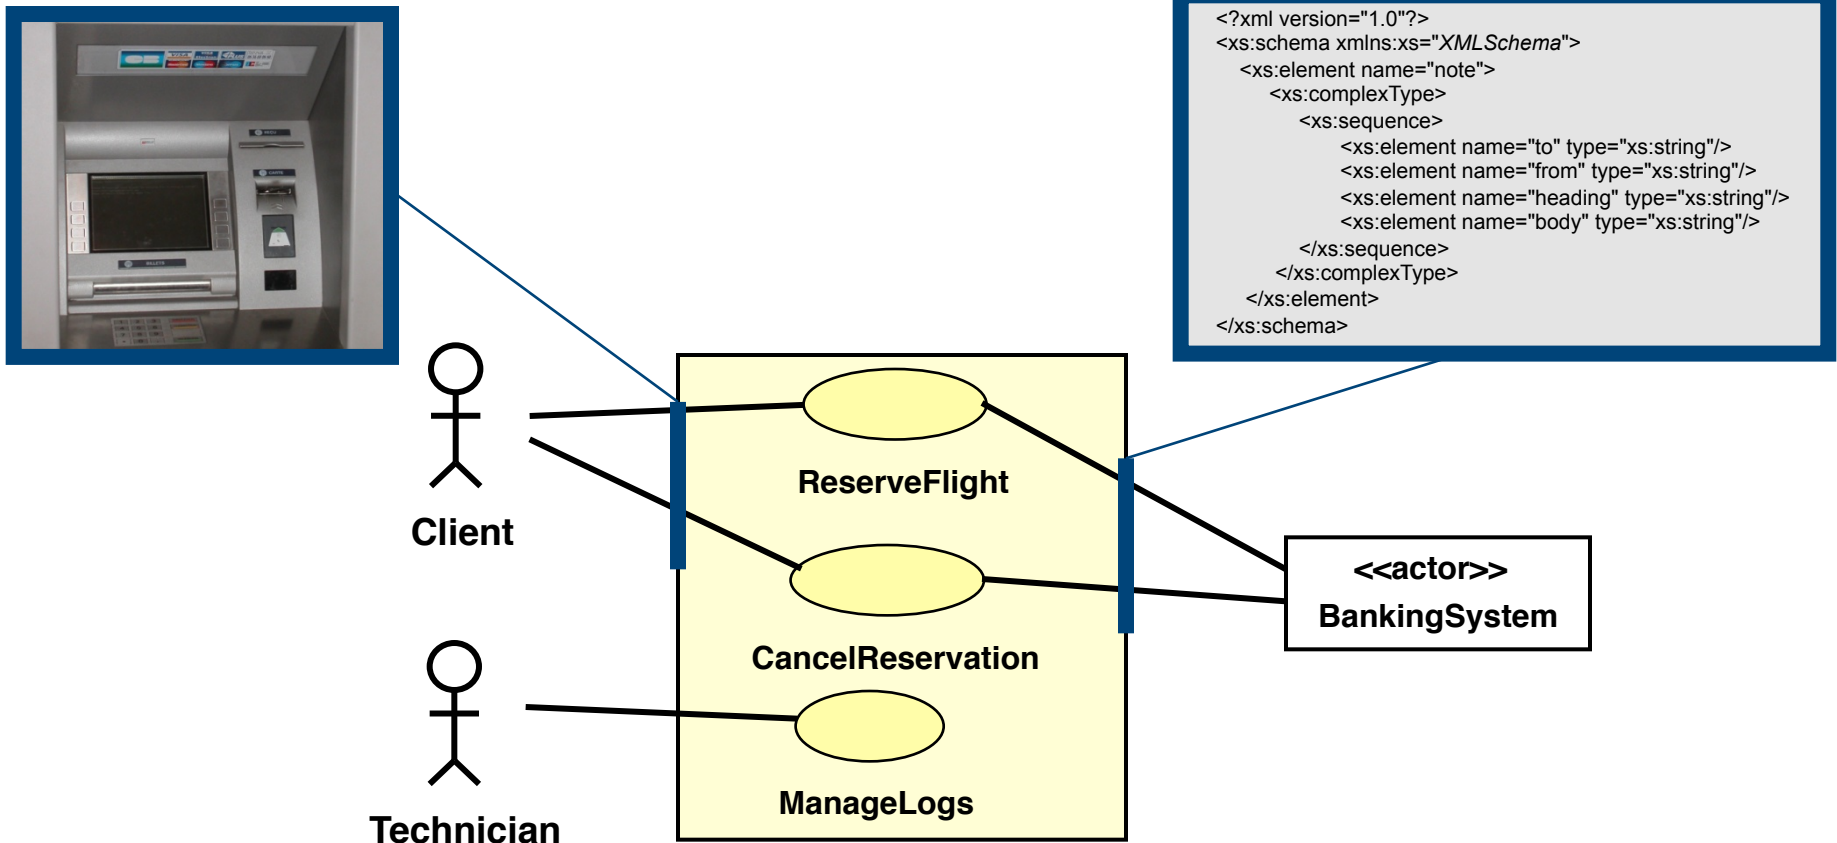 <?xml version="1.0"?>
<xs:schema xmlns:xs="XMLSchema">
<xs:element name="note">
<xs:complexType>
<xs:sequence>
<xs:element name="to" type="xs:string"/>
<xs:element name="from" type="xs:string"/>
<xs:element name="heading" type="xs:string"/>
<xs:element name="body" type="xs:string"/>
</xs:sequence>
</xs:complexType>
</xs:element>
</xs:schema>
ReserveFlight
Client
<<actor>>
BankingSystem
CancelReservation
ManageLogs
Technician